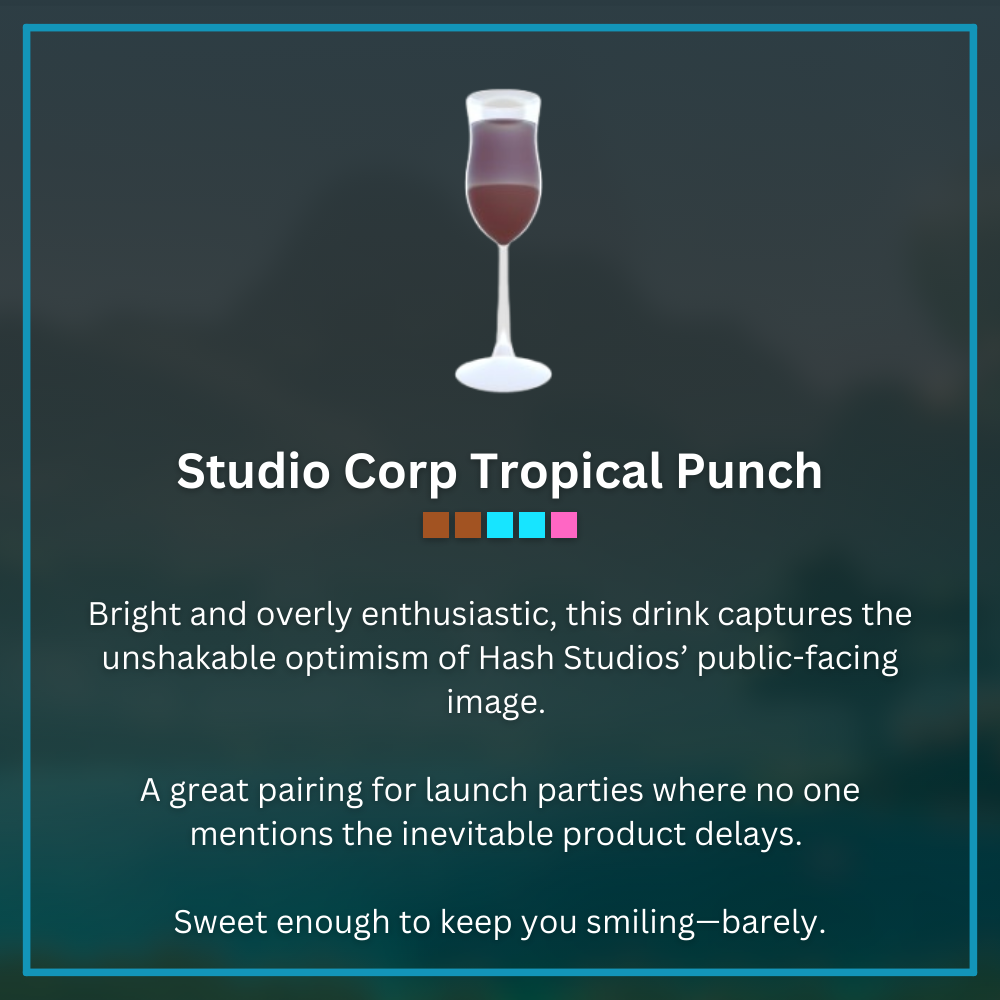 Studio Corp Tropical Punch
Bright and overly enthusiastic, this drink captures the
unshakable optimism of Hash Studios’ public-facing
image.
A great pairing for launch parties where no one
mentions the inevitable product delays.
Sweet enough to keep you smiling—barely.